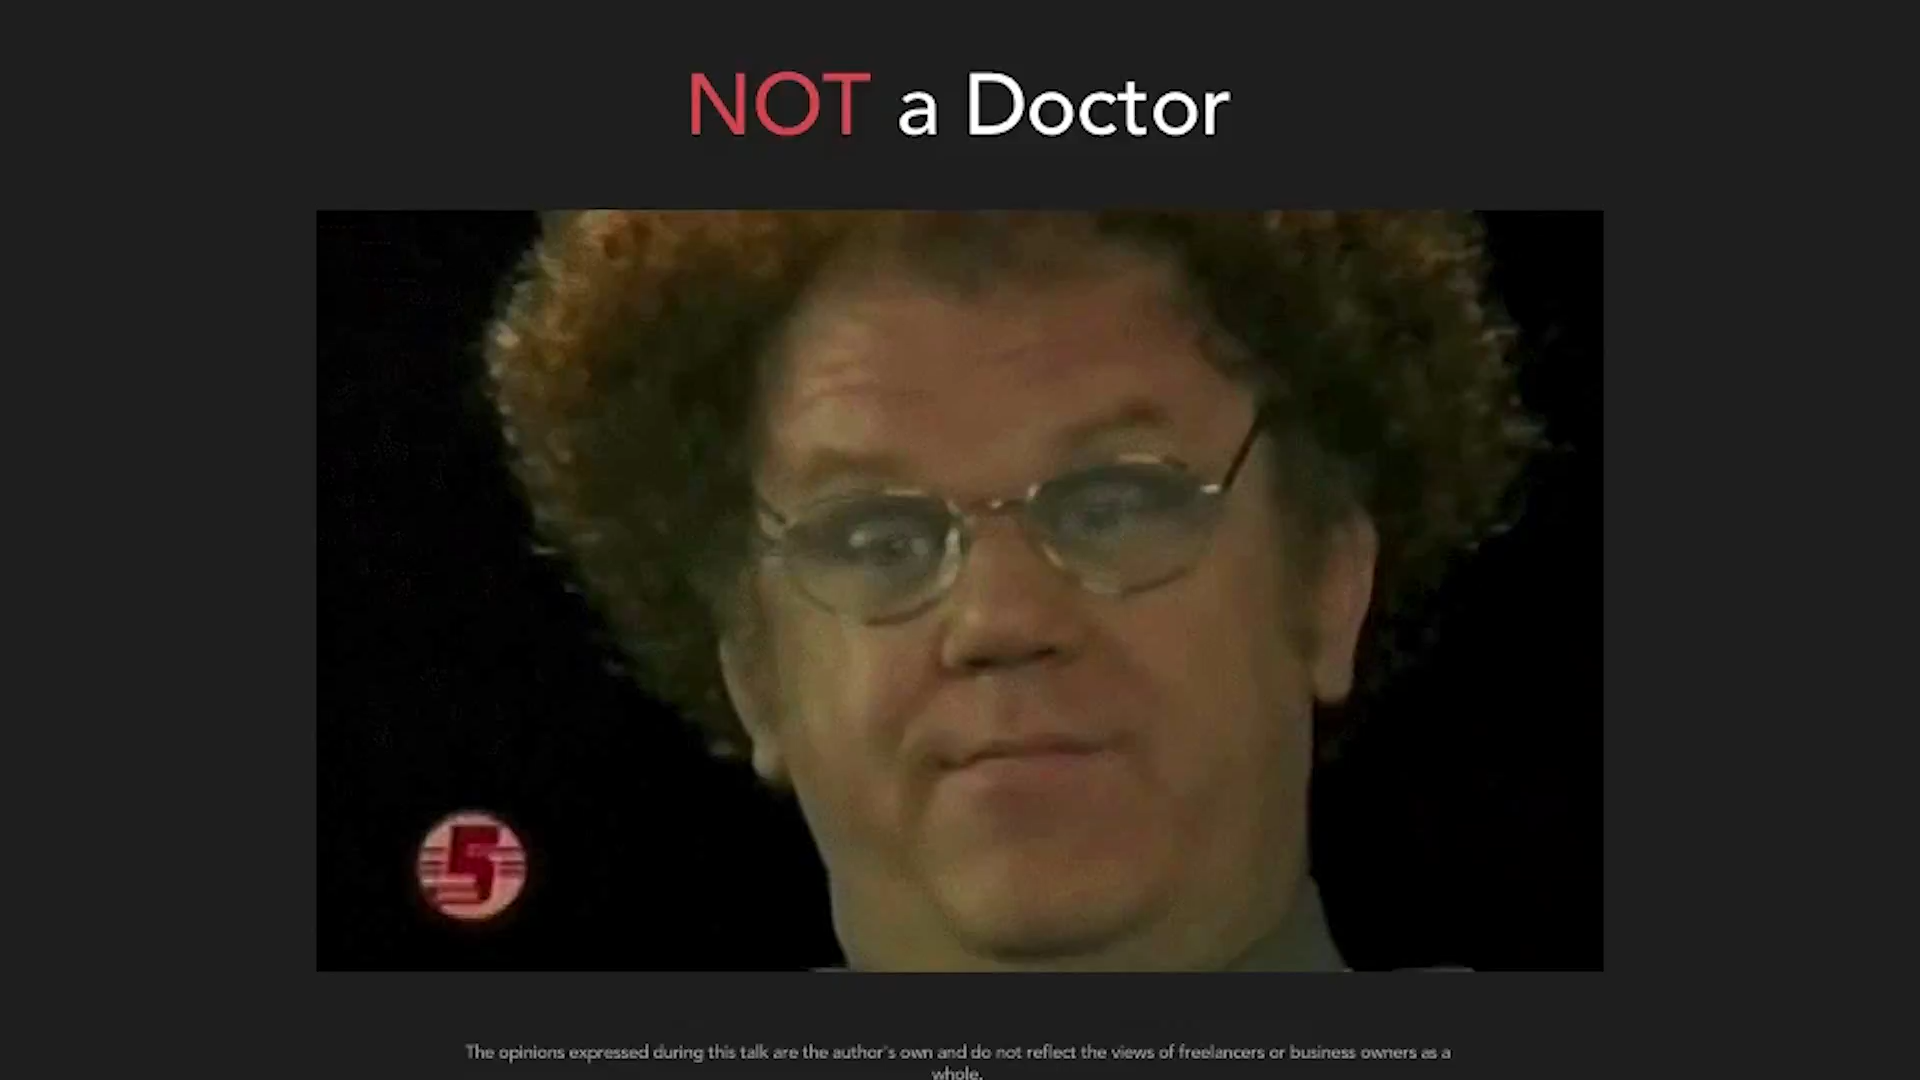 NOT a Doctor
5
The opinions expressed during this talk are the author's own and do not reflect the views of freelancers or business owners as a
whole.